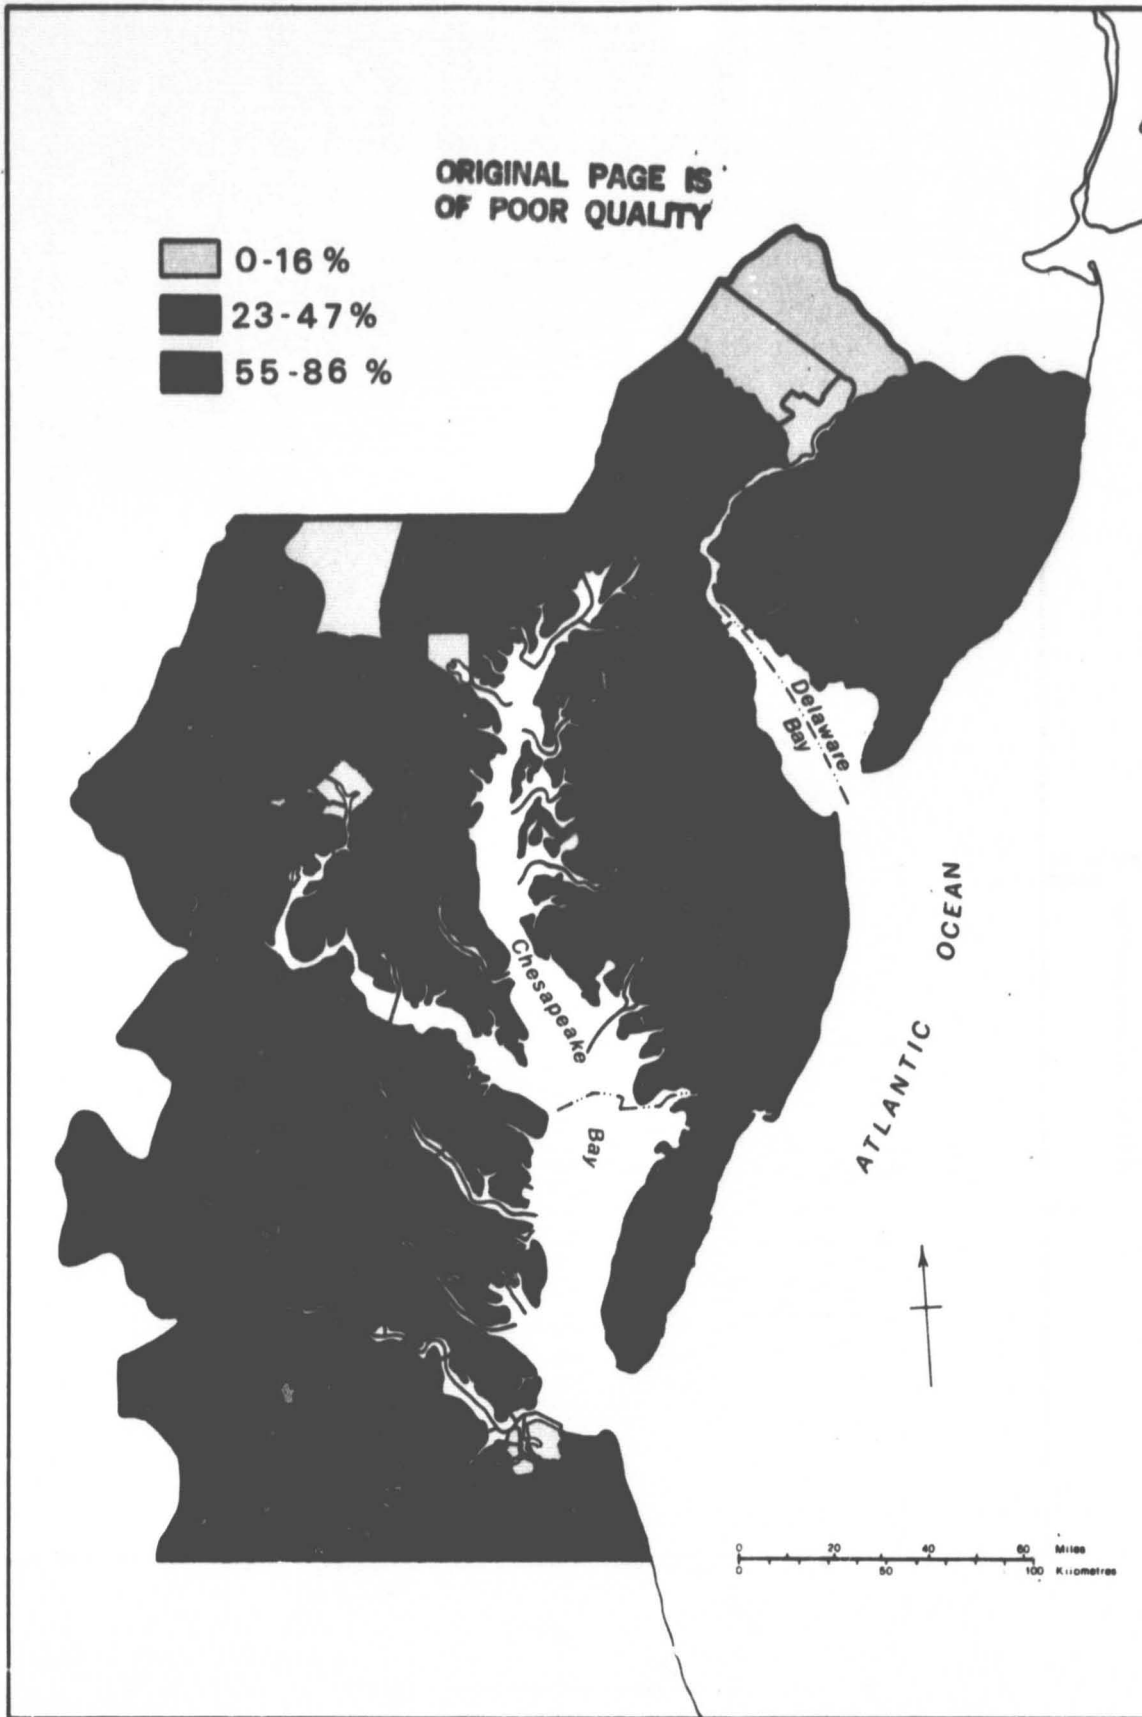 ORIGINAL PAGE IS
OF POOR QUALITY
0-16 %
23-47%
55-86 %
Delaware
Bay
ATLANTIC OCEAN
Chesapeake
Bay
0 20 40 60 Miles
0 50 100 Kilometres